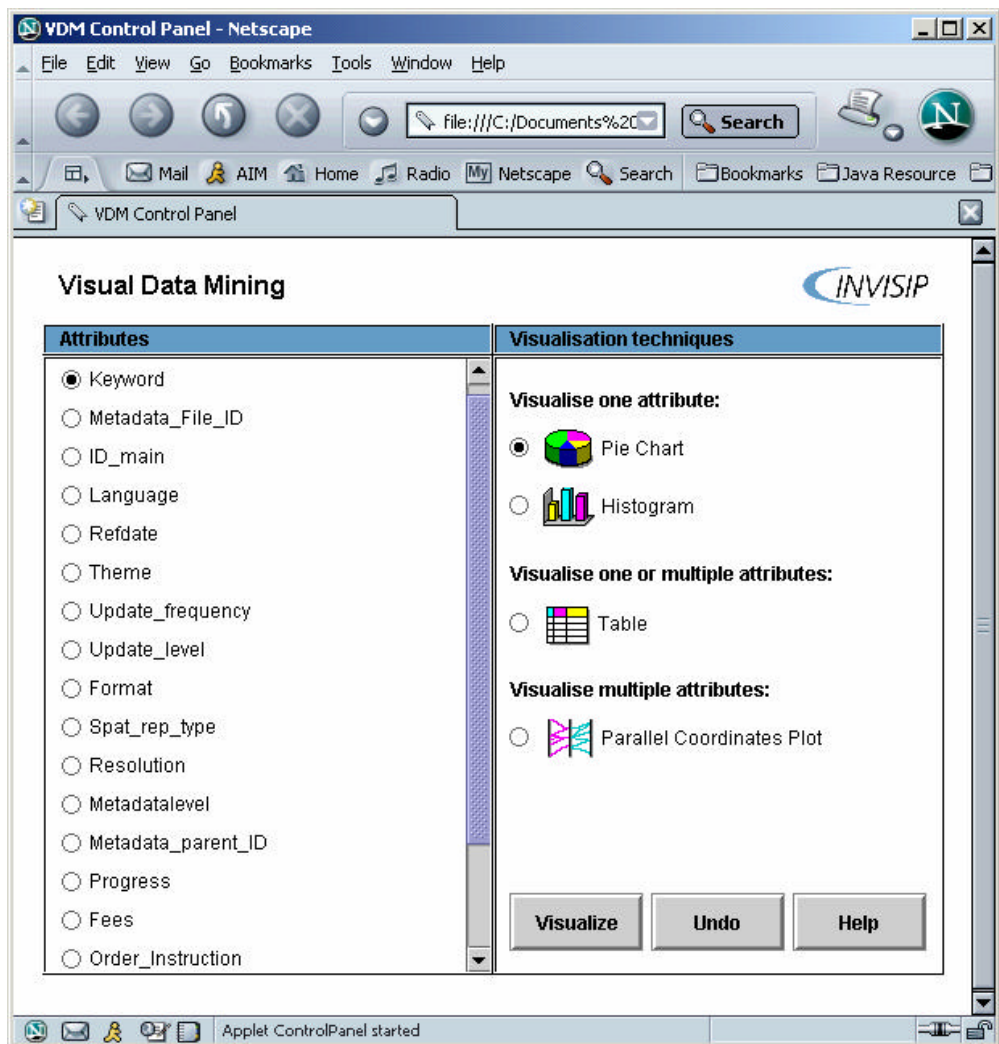 VDM Control Panel - Netscape
File Edit View Go Bookmarks Tools Window Help
file:///C:/Documents%20
Search
N
Mail AIM Home Radio My Netscape Search Bookmarks Java Resource
VDM Control Panel
Visual Data Mining
INVISIP
Attributes
Keyword
Metadata_File_ID
ID_main
Language
Refdate
Theme
Update_frequency
Update_level
Format
Spat_rep_type
Resolution
Metadatalevel
Metadata_parent_ID
Progress
Fees
Order_Instruction
Visualisation techniques
Visualise one attribute:
Pie Chart
Histogram
Visualise one or multiple attributes:
Table
Visualise multiple attributes:
Parallel Coordinates Plot
Visualize Undo Help
Applet ControlPanel started